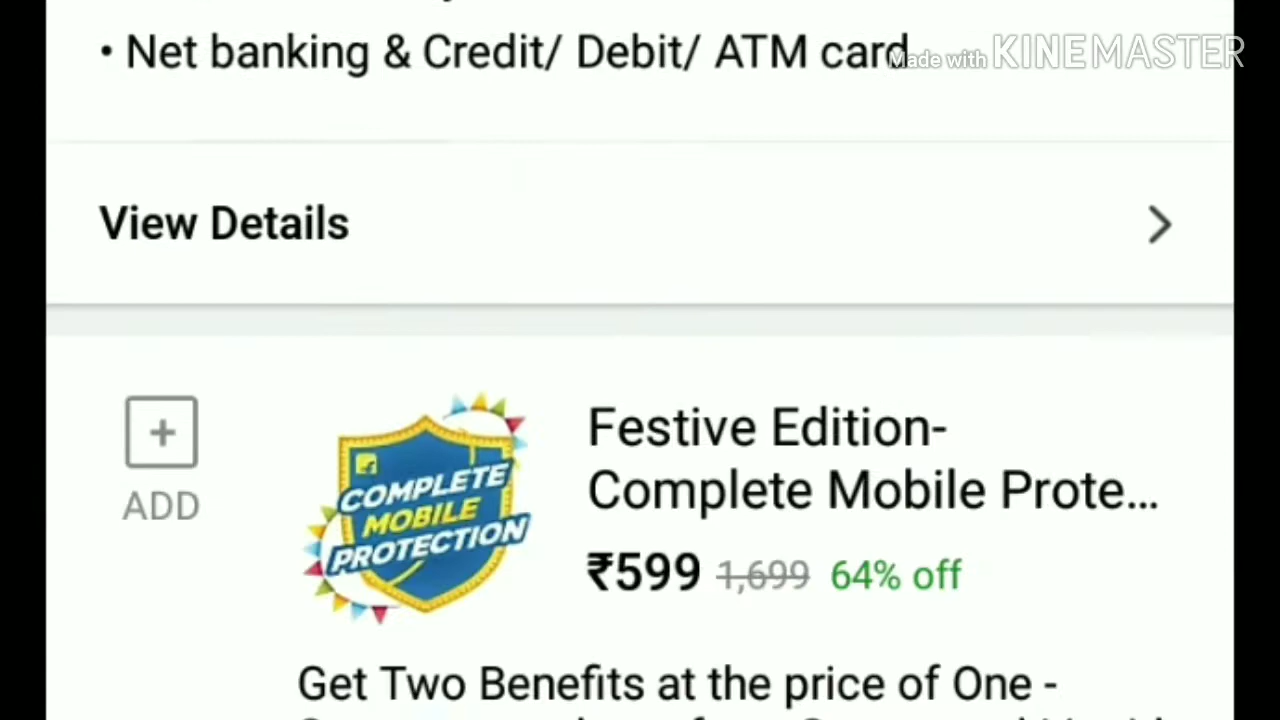 • Net banking & Credit/ Debit/ ATM card
Made with KINEMASTER
View Details
ADD
COMPLETE
MOBILE
PROTECTION
Festive Edition-
Complete Mobile Prote...
₹599 1,699 64% off
Get Two Benefits at the price of One -